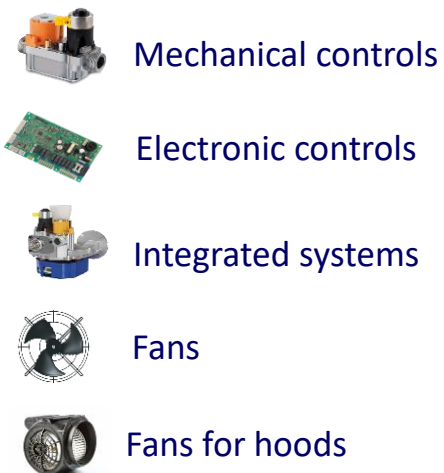 Mechanical controls
Electronic controls
Integrated systems
Fans
Fans for hoods